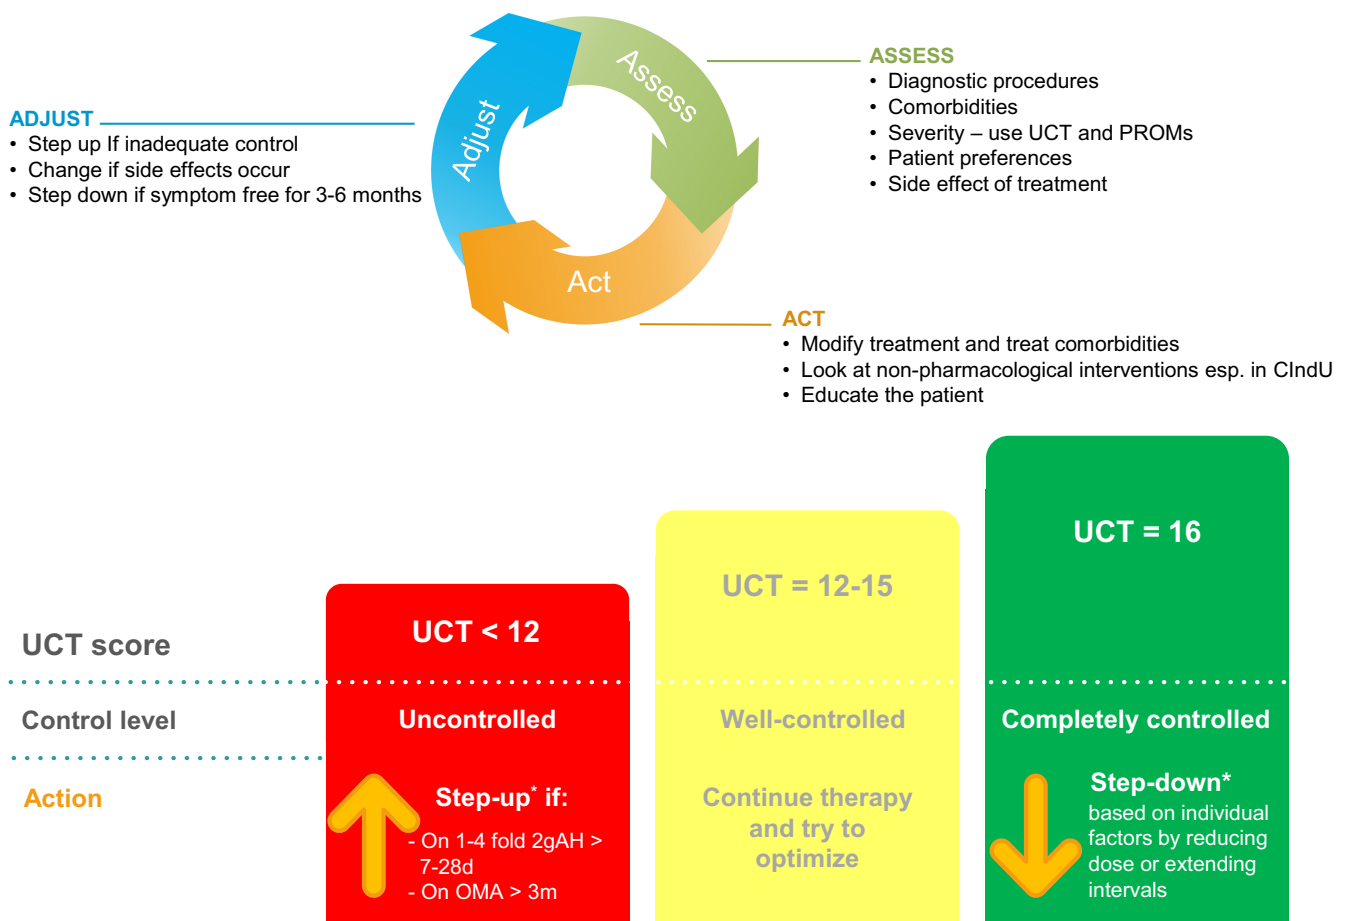 Assess
Adjust
Act
ASSESS
• Diagnostic procedures
• Comorbidities
• Severity – use UCT and PROMs
• Patient preferences
• Side effect of treatment
ADJUST
• Step up If inadequate control
• Change if side effects occur
• Step down if symptom free for 3-6 months
ACT
• Modify treatment and treat comorbidities
• Look at non-pharmacological interventions esp. in CIndU
• Educate the patient
UCT score
UCT < 12
UCT = 12-15
UCT = 16
Control level
Uncontrolled
Well-controlled
Completely controlled
Action
Step-up* if:
- On 1-4 fold 2gAH >
7-28d
- On OMA > 3m
Continue therapy
and try to
optimize
Step-down*
based on individual
factors by reducing
dose or extending
intervals